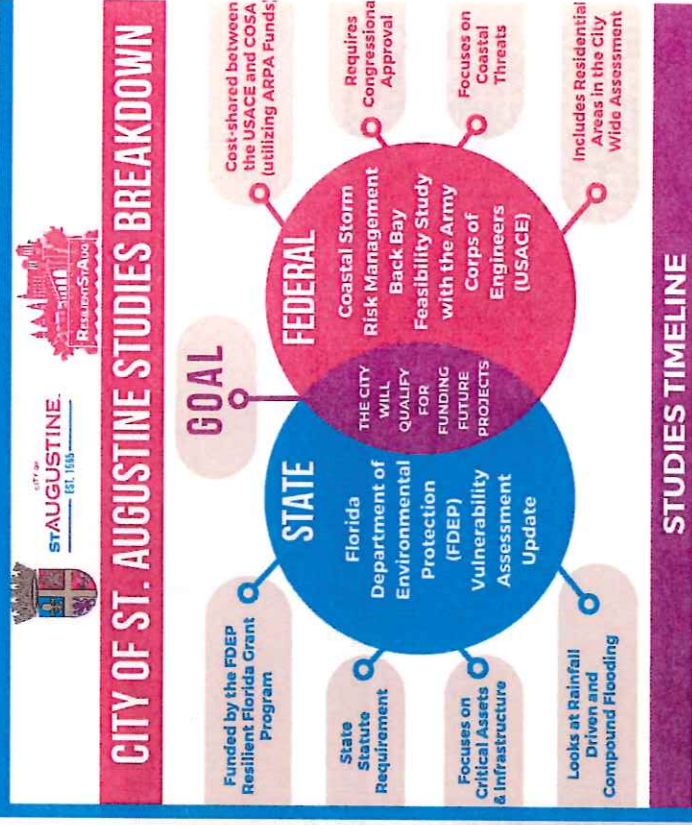 CITY OF
ST AUGUSTINE.
EST. 1565
RESILIENTSTAUG
CITY OF ST. AUGUSTINE STUDIES BREAKDOWN
GOAL
Funded by the FDEP
Resilient Florida Grant
Program
State
Statute
Requirement
Focuses on
Critical Assets
& Infrastructure
Looks at Rainfall
Driven and
Compound Flooding
STATE
Florida
Department of
Environmental
Protection
(FDEP)
Vulnerability
Assessment
Update
THE CITY
WILL
QUALIFY
FOR
FUNDING
FUTURE
PROJECTS
FEDERAL
Coastal Storm
Risk Management
Back Bay
Feasibility Study
with the Army
Corps of
Engineers
(USACE)
Cost-shared between
the USACE and COSA
(utilizing ARPA Funds)
Requires
Congressional
Approval
Focuses on
Coastal
Threats
Includes Residential
Areas in the City
Wide Assessment
STUDIES TIMELINE